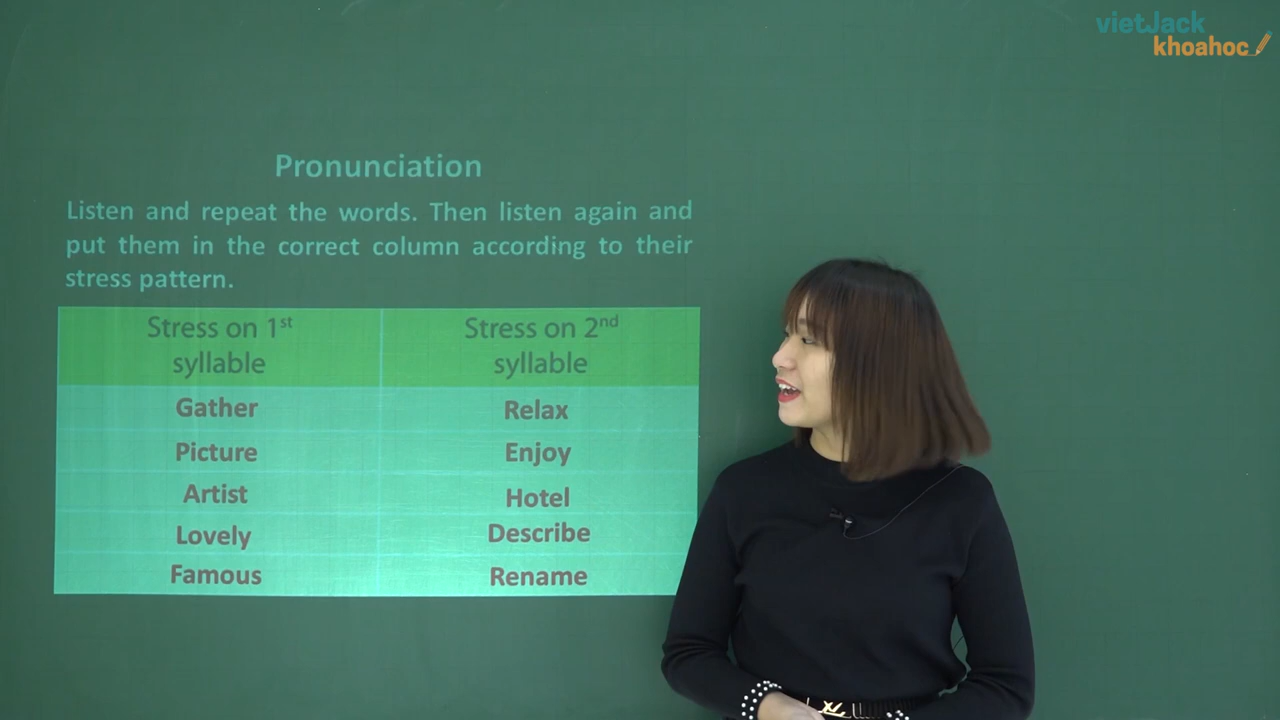 vietJack
khoahoc
Pronunciation
Listen and repeat the words. Then listen again and
put them in the correct column according to their
stress pattern.
Stress on 1st
syllable
Stress on 2nd
syllable
Gather
Relax
Picture
Enjoy
Artist
Hotel
Lovely
Describe
Famous
Rename